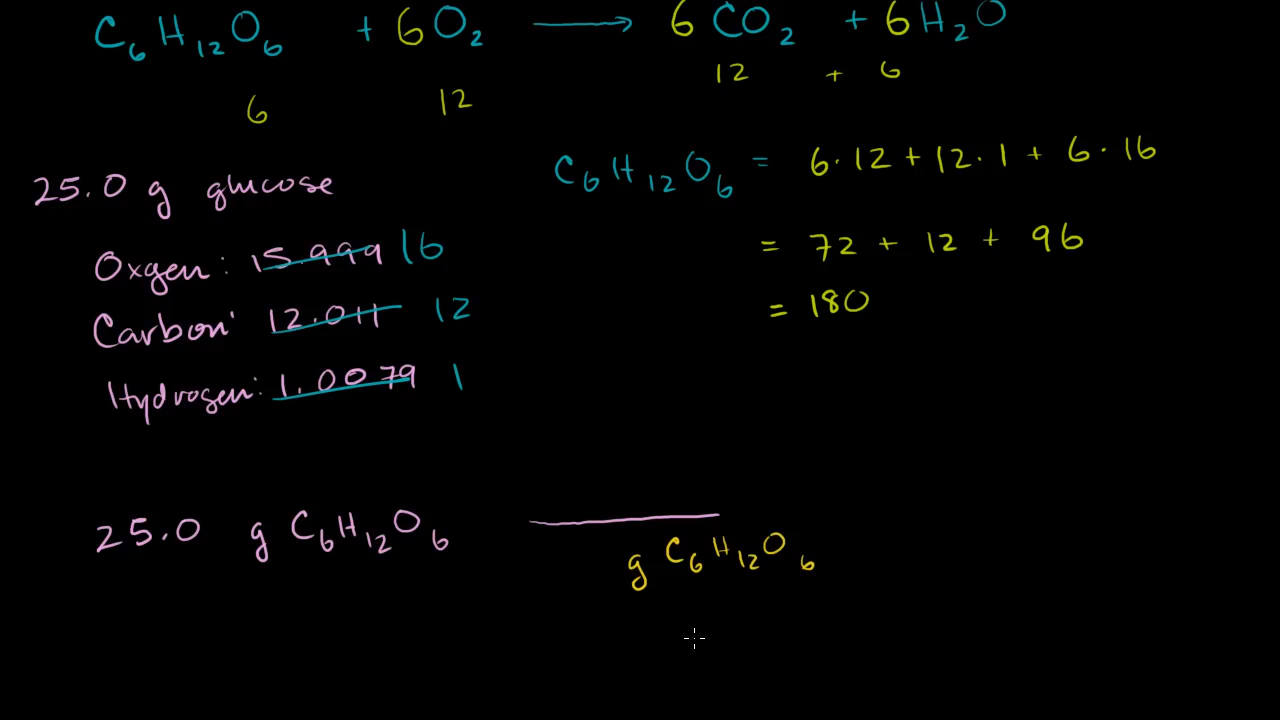 C₆H₁₂O₆ + 6O₂ → 6CO₂ + 6H₂O
6 12 12 + 6
25.0 g glucose
Oxgen: 15.999 16
Carbon: 12.011 12
Hydrogen: 1.0079 1
C₆H₁₂O₆ = 6·12 + 12·1 + 6·16
= 72 + 12 + 96
= 180
25.0 g C₆H₁₂O₆
g C₆H₁₂O₆